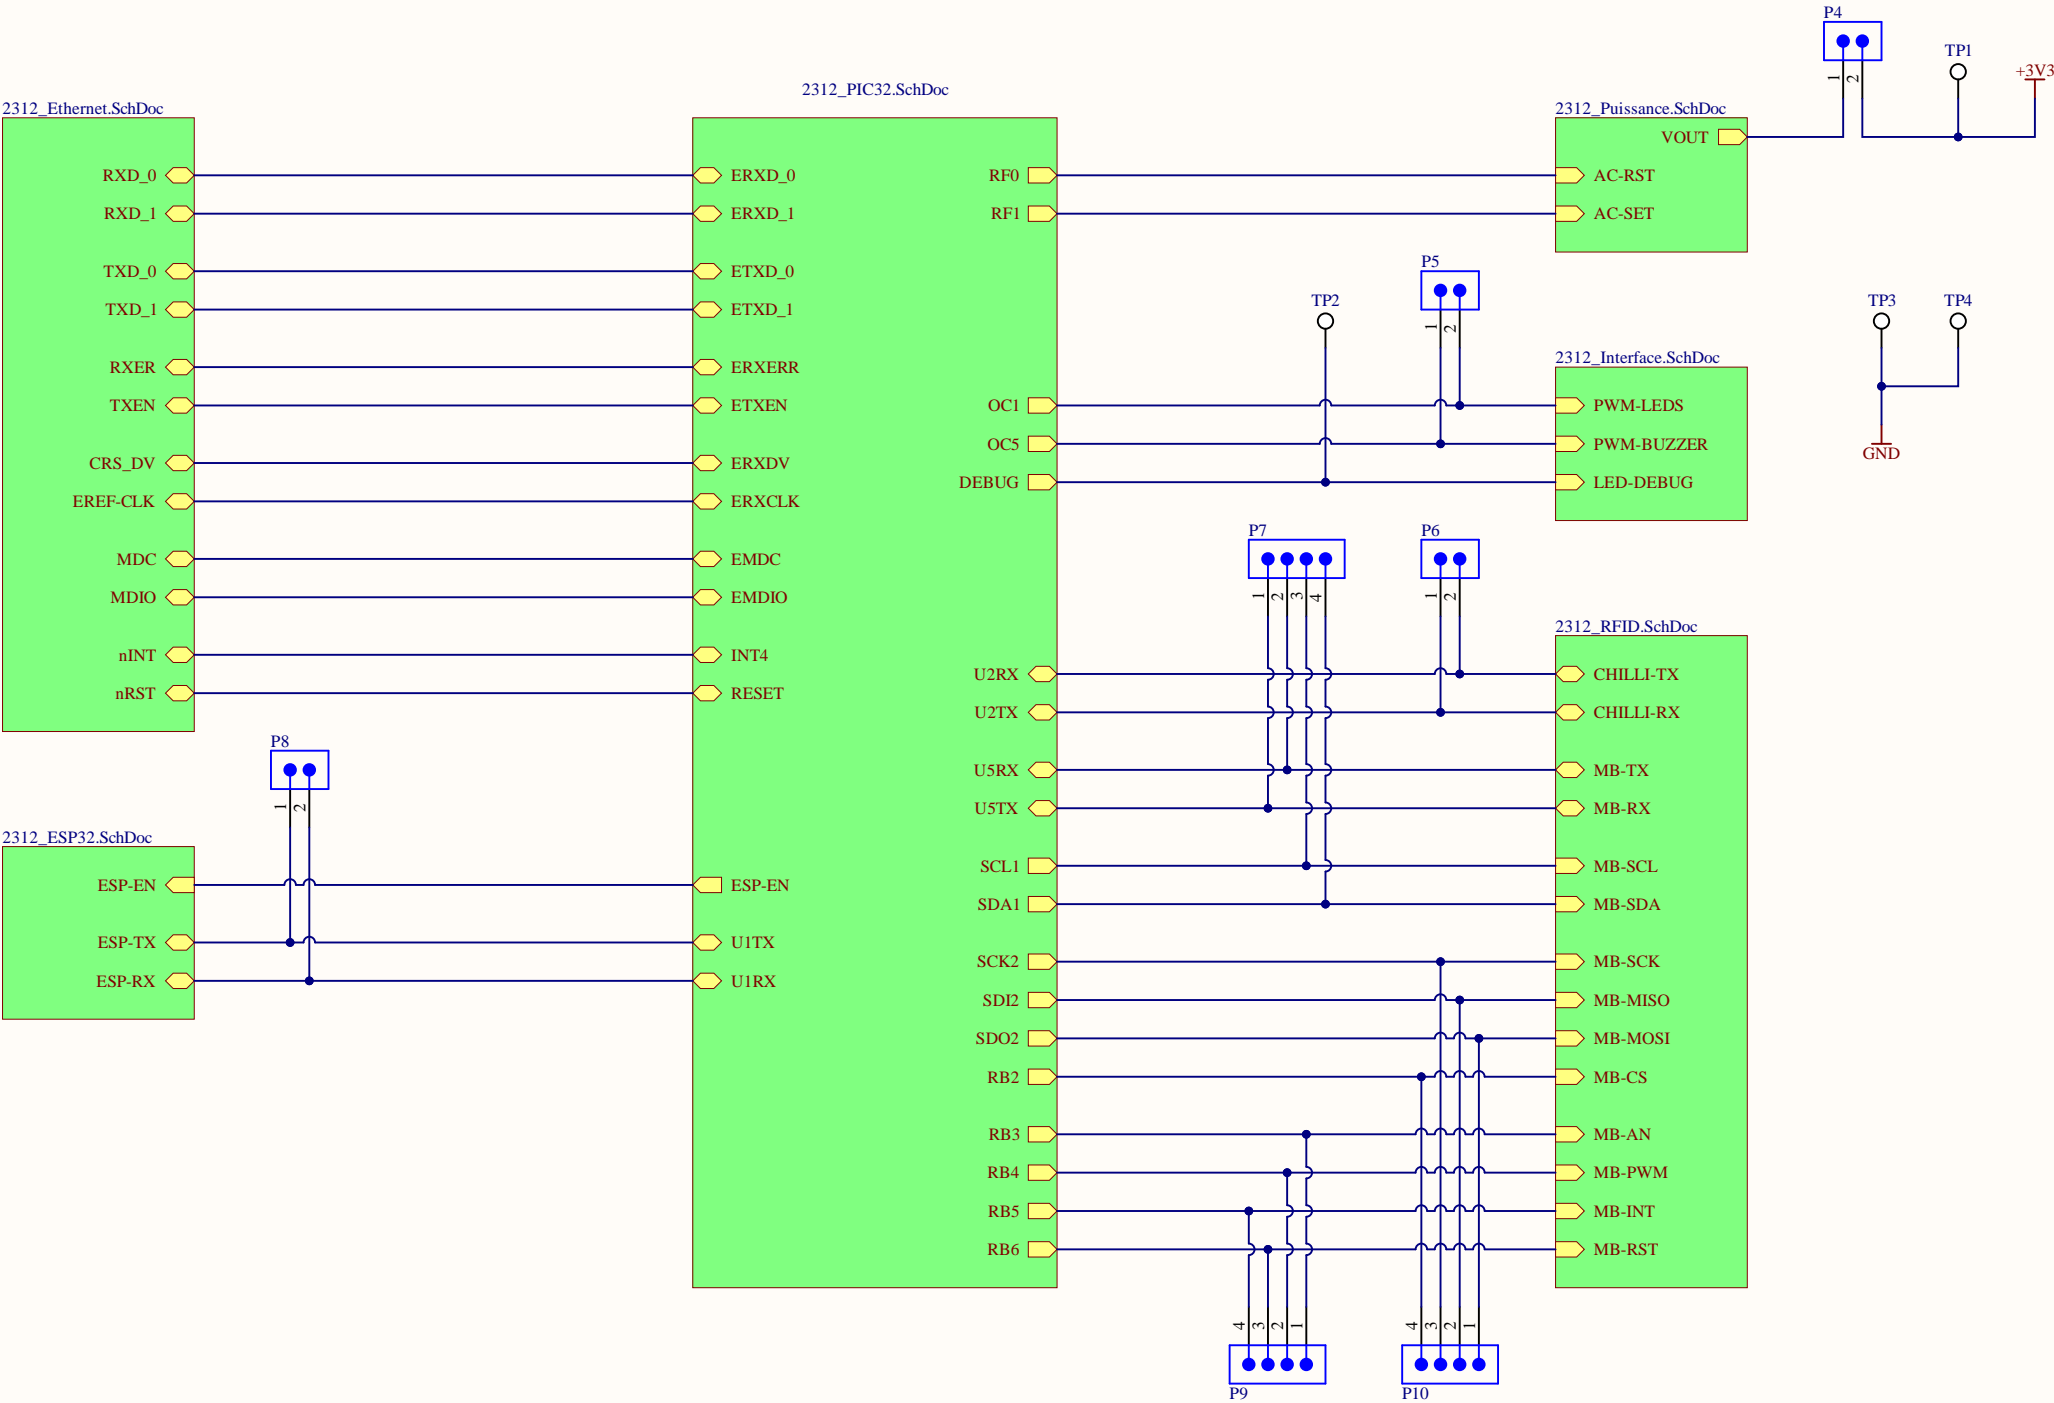 P4
TP1
+3V3
1
2
2312_Ethernet.SchDoc
RXD_0
RXD_1
TXD_0
TXD_1
RXER
TXEN
CRS_DV
EREF-CLK
MDC
MDIO
nINT
nRST
P8
1
2
2312_ESP32.SchDoc
ESP-EN
ESP-TX
ESP-RX
2312_PIC32.SchDoc
ERXD_0
ERXD_1
ETXD_0
ETXD_1
ERXERR
ETXEN
ERXDV
ERXCLK
EMDC
EMDIO
INT4
RESET
ESP-EN
U1TX
U1RX
RF0
RF1
OC1
OC5
DEBUG
U2RX
U2TX
U5RX
U5TX
SCL1
SDA1
SCK2
SDI2
SDO2
RB2
RB3
RB4
RB5
RB6
TP2
P5
1
2
P7
1
2
3
4
P6
1
2
4
3
2
1
P9
4
3
2
1
P10
2312_Puissance.SchDoc
VOUT
AC-RST
AC-SET
2312_Interface.SchDoc
PWM-LEDS
PWM-BUZZER
LED-DEBUG
2312_RFID.SchDoc
CHILLI-TX
CHILLI-RX
MB-TX
MB-RX
MB-SCL
MB-SDA
MB-SCK
MB-MISO
MB-MOSI
MB-CS
MB-AN
MB-PWM
MB-INT
MB-RST
TP3
TP4
GND